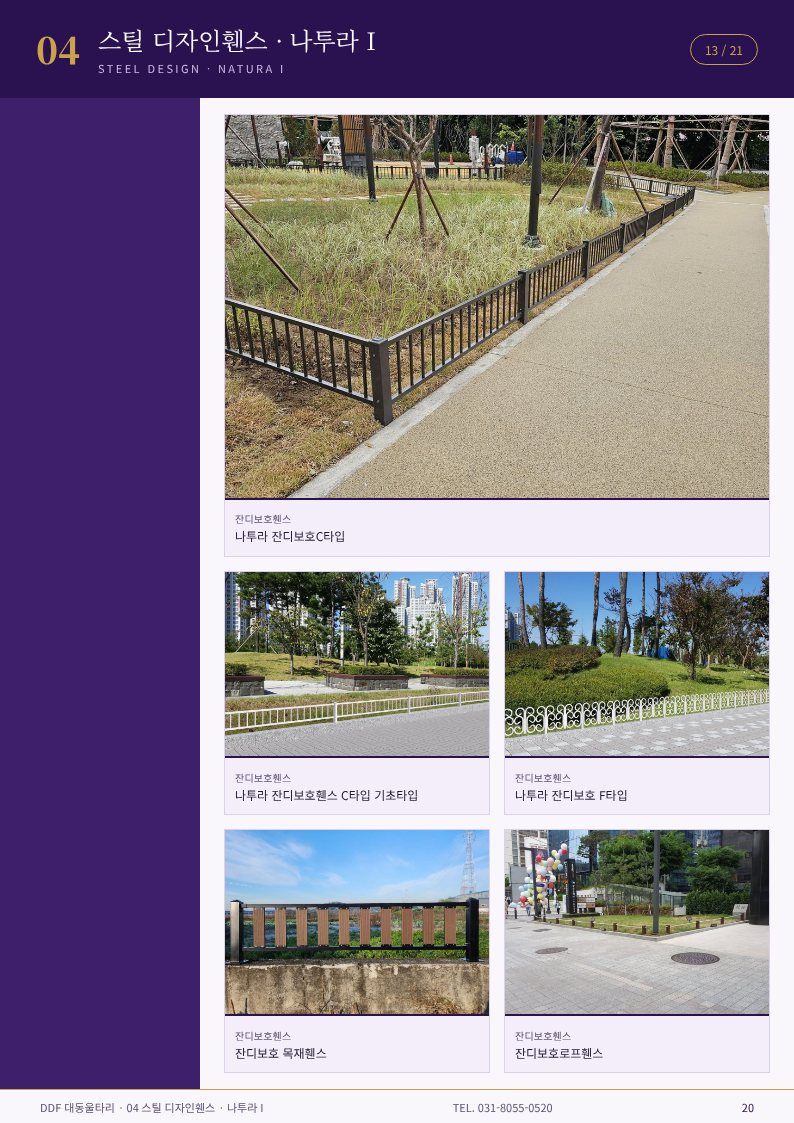 04
스틸 디자인휀스 · 나투라 I
STEEL DESIGN · NATURA I
13 / 21
잔디보호휀스
나투라 잔디보호C타입
잔디보호휀스
나투라 잔디보호휀스 C타입 기초타입
잔디보호휀스
나투라 잔디보호 F타입
잔디보호휀스
잔디보호 목재휀스
잔디보호휀스
잔디보호로프휀스
DDF 대동울타리 · 04 스틸 디자인휀스 · 나투라 I
TEL. 031-8055-0520
20